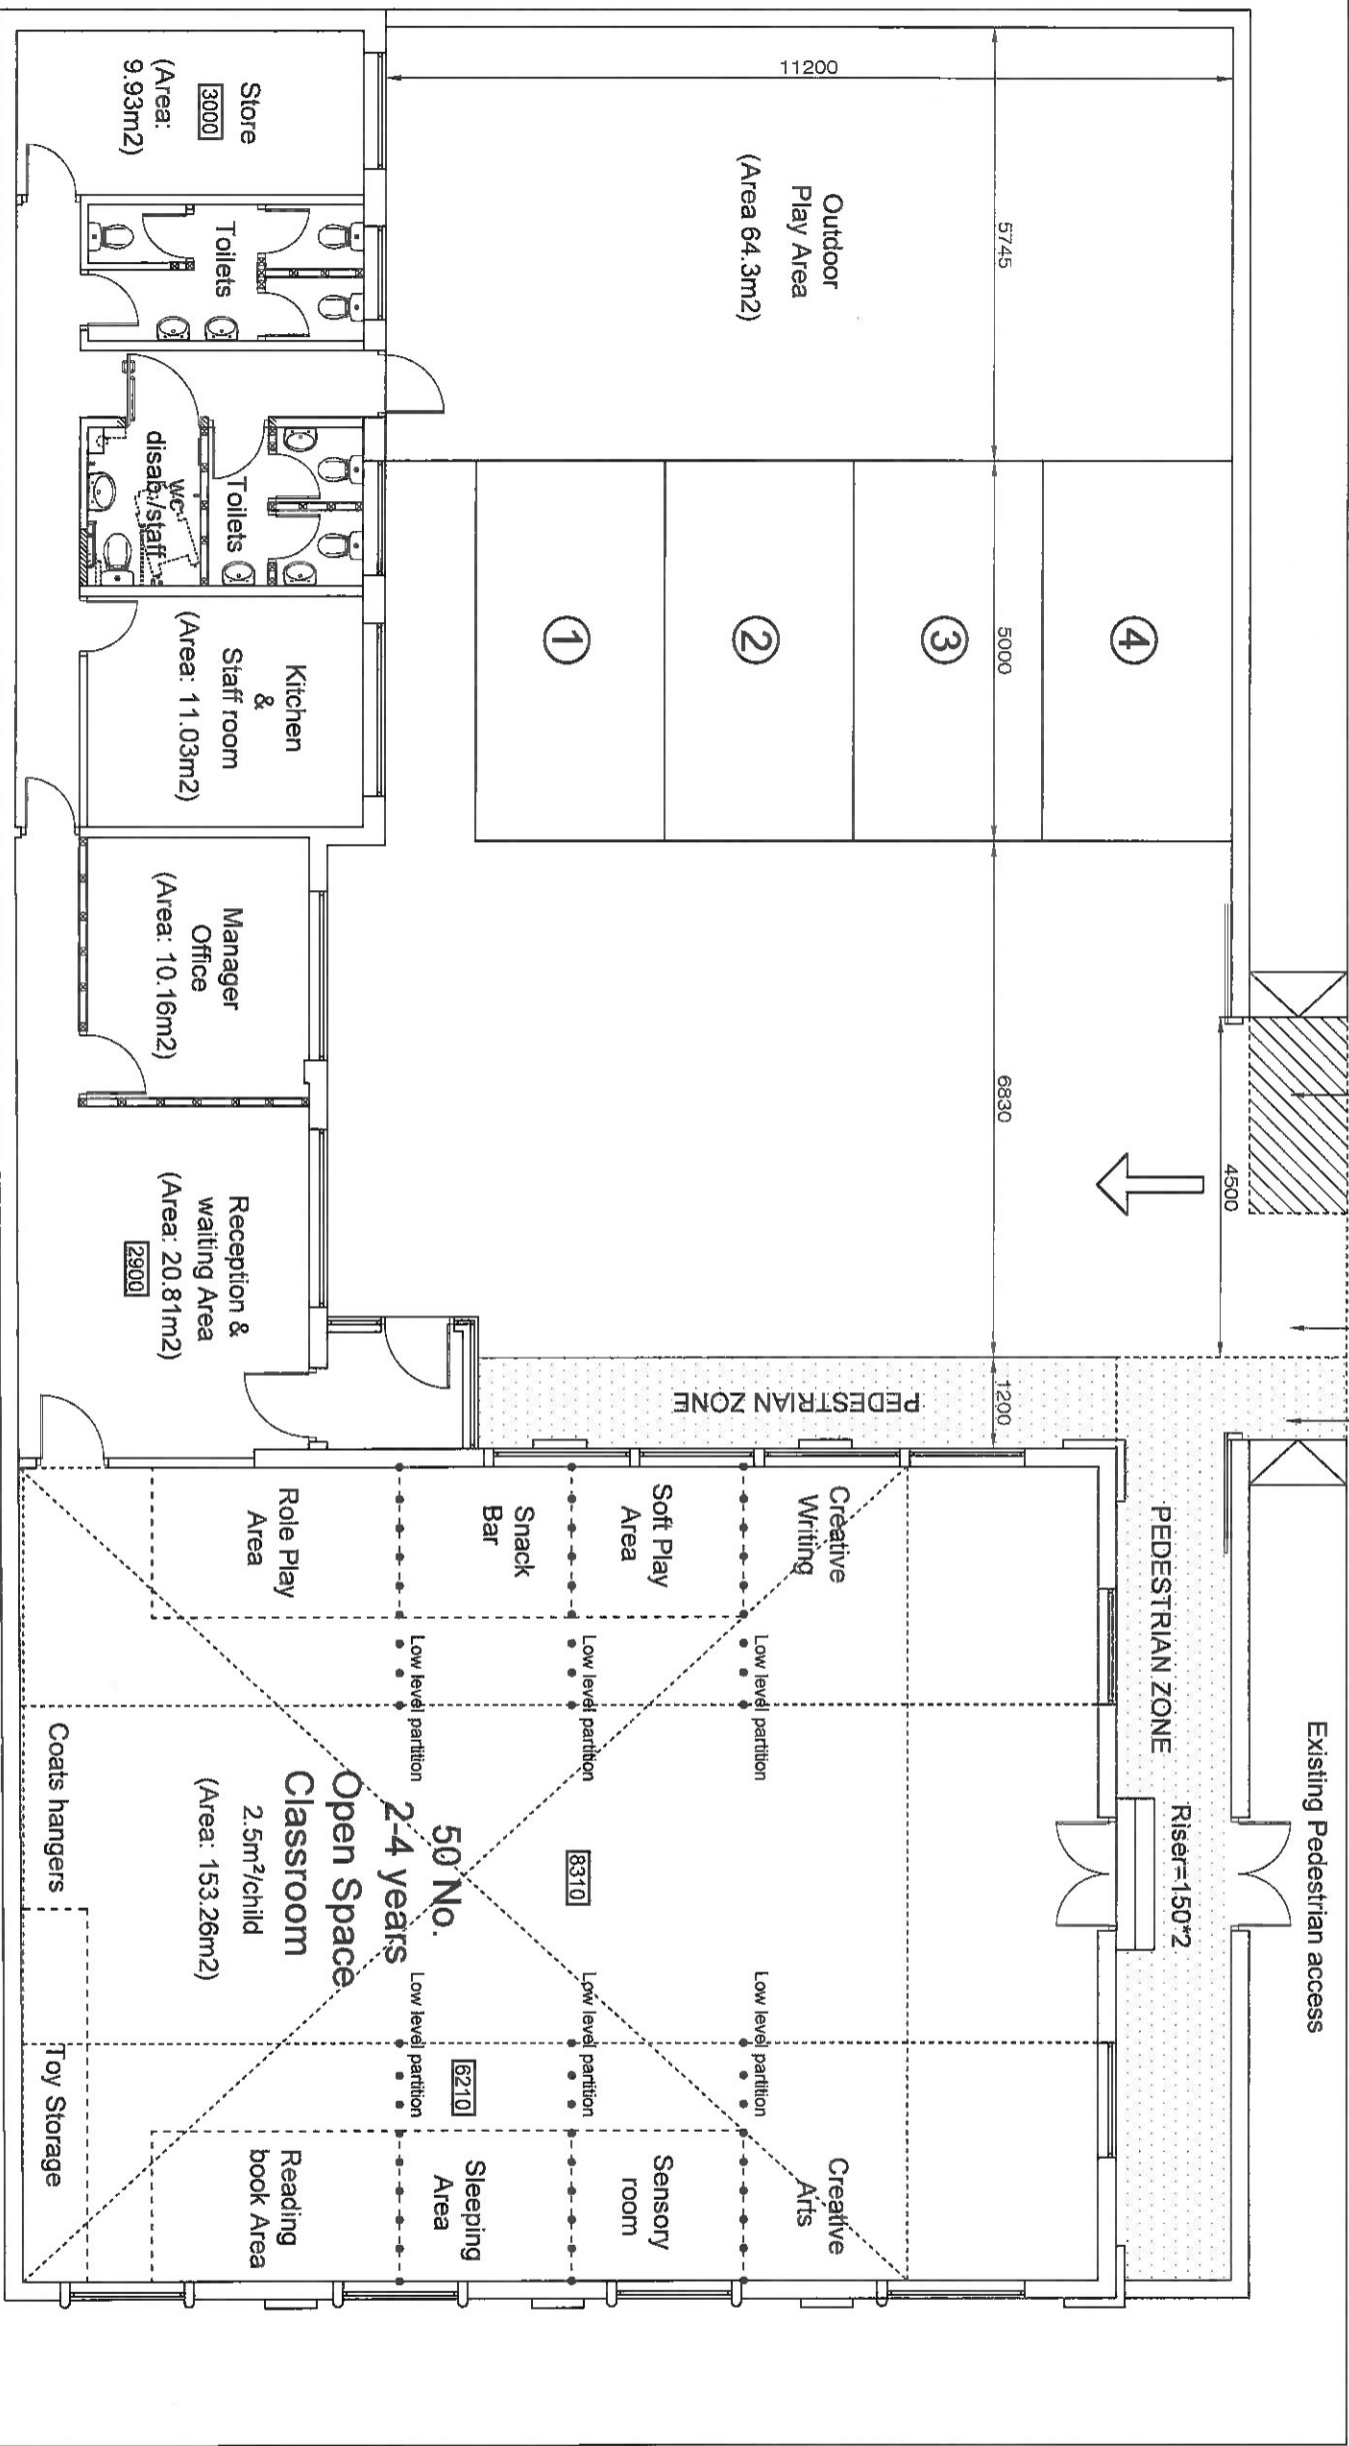 Existing Pedestrian access
PEDESTRIAN ZONE
Riser=150*2
4500
11200
5745
5000
6830
1200
Outdoor
Play Area
(Area 64.3m2)
4
3
2
1
PEDESTRIAN ZONE
Creative
Writing
Soft Play
Area
Snack
Bar
Role Play
Area
Low level partition
Low level partition
Low level partition
Low level partition
Low level partition
Low level partition
8310
6210
50 No.
2-4 years
Open Space
Classroom
2.5m²/child
(Area: 153.26m2)
Creative
Arts
Sensory
room
Sleeping
Area
Reading
book Area
Coats hangers
Toy Storage
Store
3000
(Area:
9.93m2)
Toilets
Toilets
wc
disab./staff
Kitchen
&
Staff room
(Area: 11.03m2)
Manager
Office
(Area: 10.16m2)
Reception &
waiting Area
(Area: 20.81m2)
2900